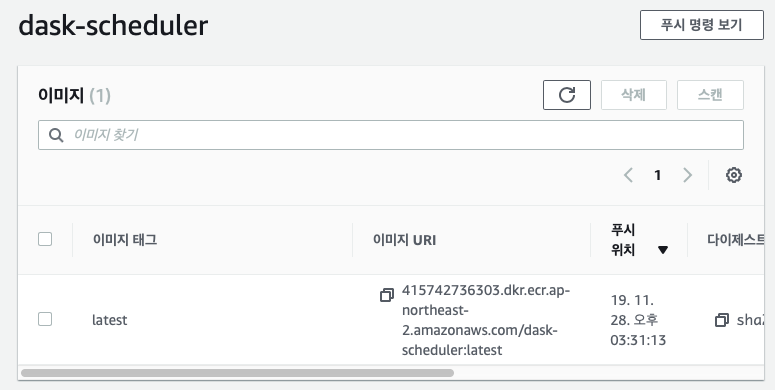 dask-scheduler
푸시 명령 보기
이미지 (1)
삭제
스캔
이미지 찾기
1
이미지 태그
이미지 URI
푸시
위치
다이제스트
latest
415742736303.dkr.ecr.ap-
northeast-
2.amazonaws.com/dask-
scheduler:latest
19. 11.
28. 오후
03:31:13